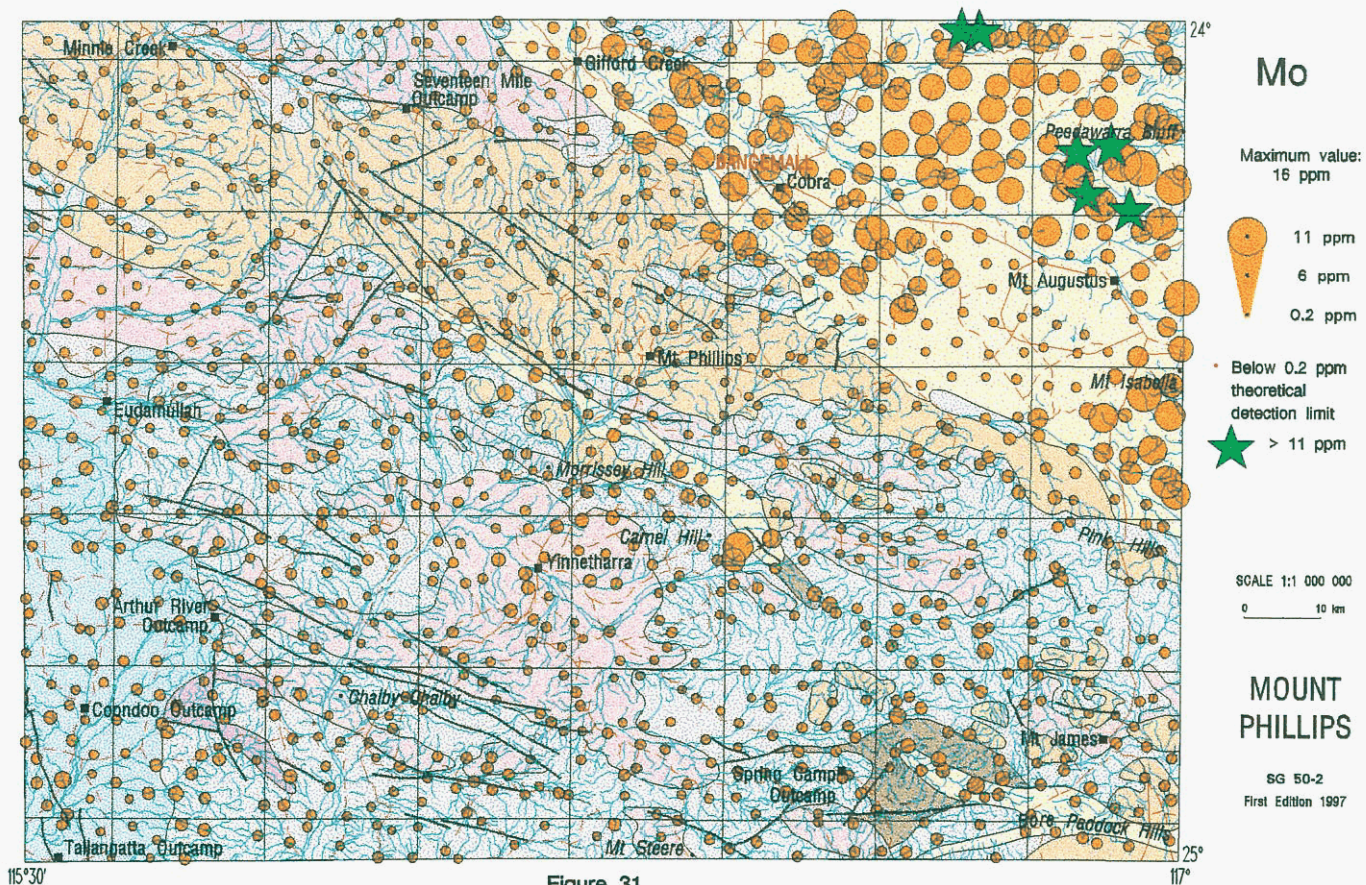 24°
Mo
Maximum value:
16 ppm
11 ppm
6 ppm
0.2 ppm
Below 0.2 ppm
theoretical
detection limit
> 11 ppm
SCALE 1:1 000 000
0 10 km
MOUNT
PHILLIPS
SG 50-2
First Edition 1997
Minnie Creek
Gifford Creek
Seventeen Mile
Outcamp
Peedawarra Bluff
BANGEMALL
Cobra
Mt Augustus
Mt Phillips
Mt Isabella
Eudamullah
Morrissey Hill
Camel Hill
Pink Hills
Yinnetharra
Arthur River
Outcamp
Chalby Chalby
Coondoo Outcamp
Mt James
Spring Camp
Outcamp
Bore Paddock Hills
Tallangatta Outcamp
Mt Steere
25°
115°30'
117°
Figure 31